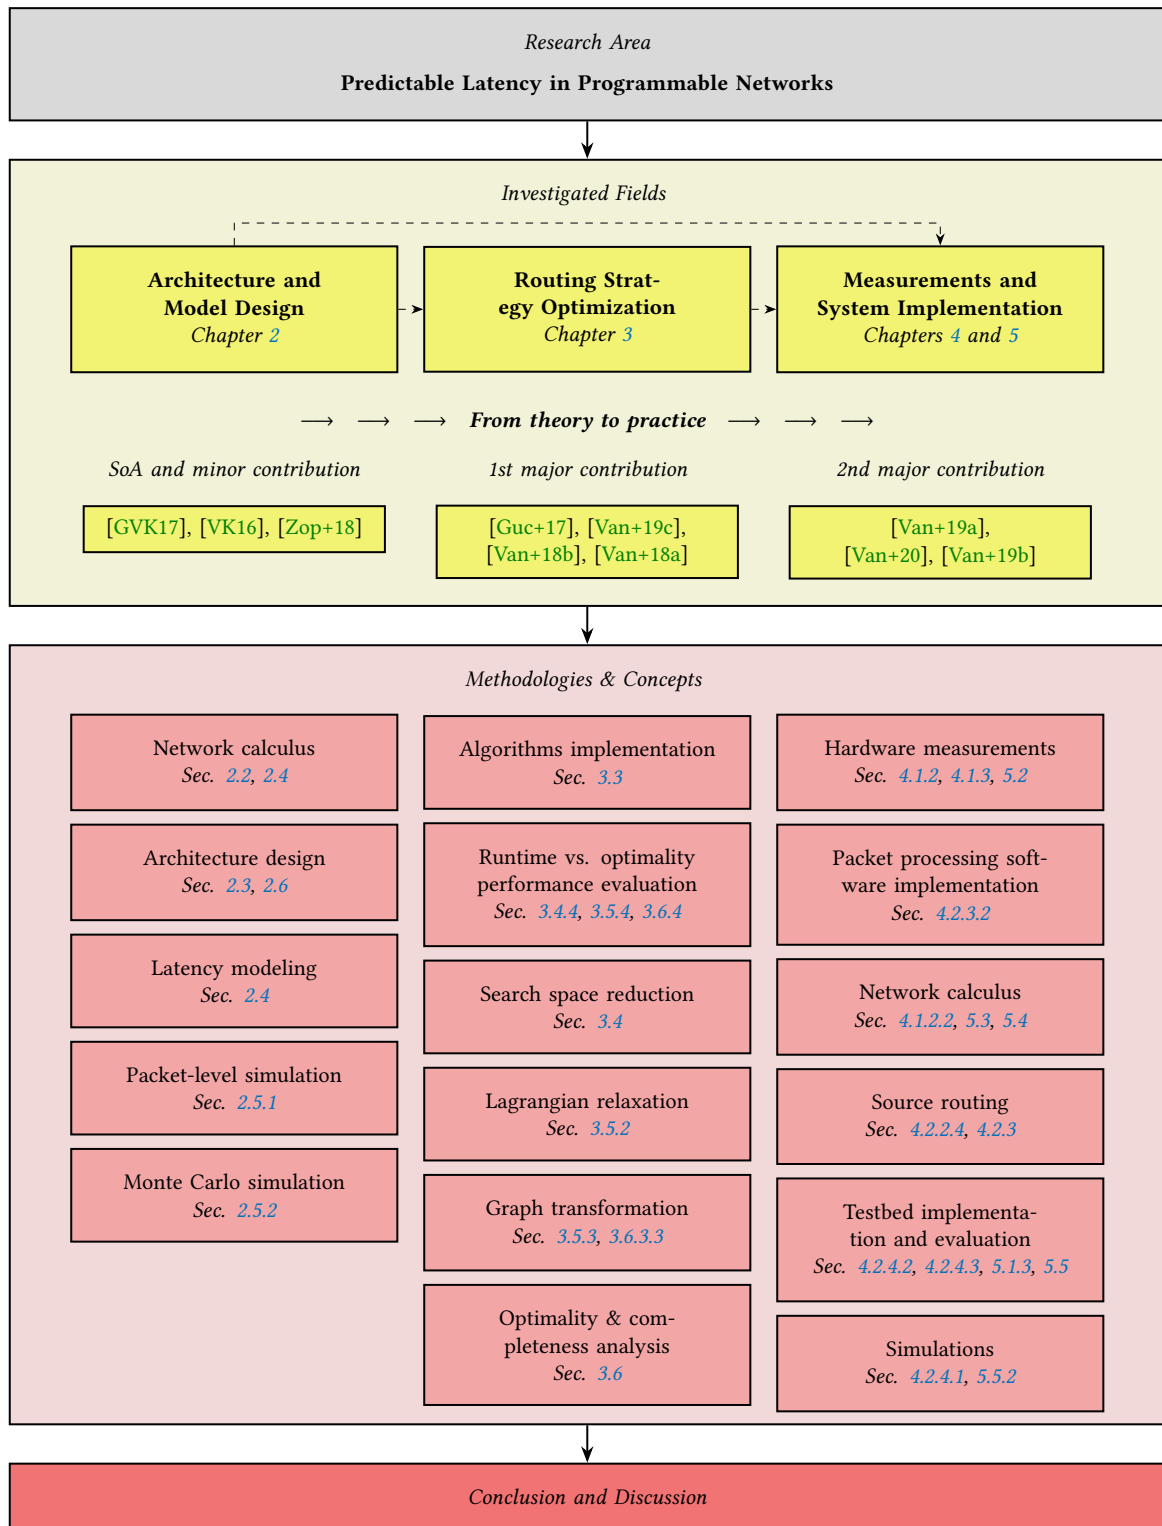 Research Area
Predictable Latency in Programmable Networks
Investigated Fields
Architecture and
Model Design
Chapter 2
Routing Strat-
egy Optimization
Chapter 3
Measurements and
System Implementation
Chapters 4 and 5
⟶ ⟶ ⟶ From theory to practice ⟶ ⟶ ⟶
SoA and minor contribution
1st major contribution
2nd major contribution
[GVK17], [VK16], [Zop+18]
[Guc+17], [Van+19c],
[Van+18b], [Van+18a]
[Van+19a],
[Van+20], [Van+19b]
Methodologies & Concepts
Network calculus
Sec. 2.2, 2.4
Architecture design
Sec. 2.3, 2.6
Latency modeling
Sec. 2.4
Packet-level simulation
Sec. 2.5.1
Monte Carlo simulation
Sec. 2.5.2
Algorithms implementation
Sec. 3.3
Runtime vs. optimality
performance evaluation
Sec. 3.4.4, 3.5.4, 3.6.4
Search space reduction
Sec. 3.4
Lagrangian relaxation
Sec. 3.5.2
Graph transformation
Sec. 3.5.3, 3.6.3.3
Optimality & com-
pleteness analysis
Sec. 3.6
Hardware measurements
Sec. 4.1.2, 4.1.3, 5.2
Packet processing soft-
ware implementation
Sec. 4.2.3.2
Network calculus
Sec. 4.1.2.2, 5.3, 5.4
Source routing
Sec. 4.2.2.4, 4.2.3
Testbed implementa-
tion and evaluation
Sec. 4.2.4.2, 4.2.4.3, 5.1.3, 5.5
Simulations
Sec. 4.2.4.1, 5.5.2
Conclusion and Discussion